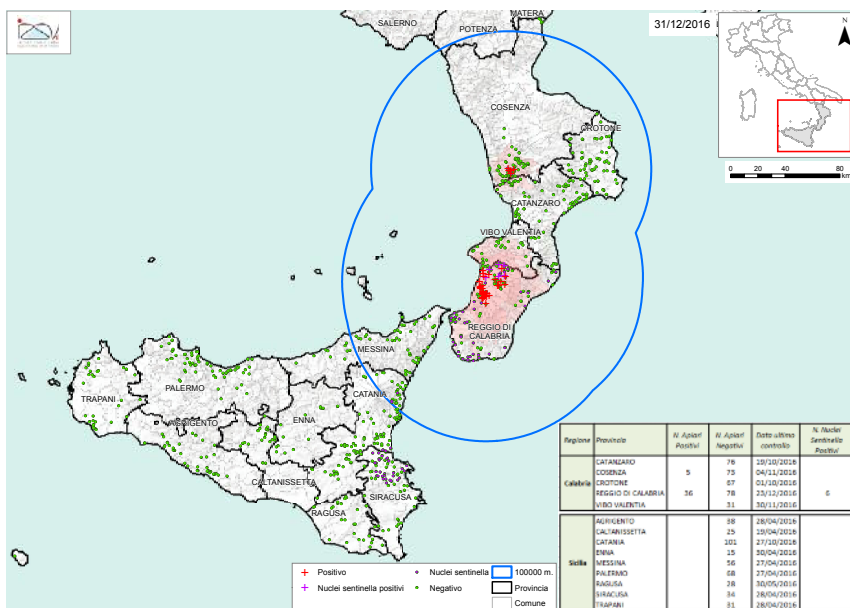 MATERA
SALERNO
POTENZA
31/12/2016
N
COSENZA
CROTONE
0 20 40 80
km
CATANZARO
VIBO VALENTIA
REGGIO DI
CALABRIA
MESSINA
PALERMO
TRAPANI
CATANIA
ENNA
AGRIGENTO
CALTANISSETTA
SIRACUSA
RAGUSA
Regione Provincia N. Apiari Positivi N. Apiari Negativi Data ultimo controllo N. Nuclei Sentinella Positivi
Calabria
CATANZARO 76 19/10/2016
COSENZA 5 73 04/11/2016
CROTONE 67 01/10/2016
REGGIO DI CALABRIA 36 78 23/12/2016 6
VIBO VALENTIA 31 30/11/2016
Sicilia
AGRIGENTO 38 28/04/2016
CALTANISSETTA 25 19/04/2016
CATANIA 101 27/10/2016
ENNA 15 30/04/2016
MESSINA 56 27/04/2016
PALERMO 68 27/04/2016
RAGUSA 28 30/05/2016
SIRACUSA 34 28/04/2016
TRAPANI 31 28/04/2016
Positivo Nuclei sentinella 100000 m.
Nuclei sentinella positivi Negativo Provincia
Comune